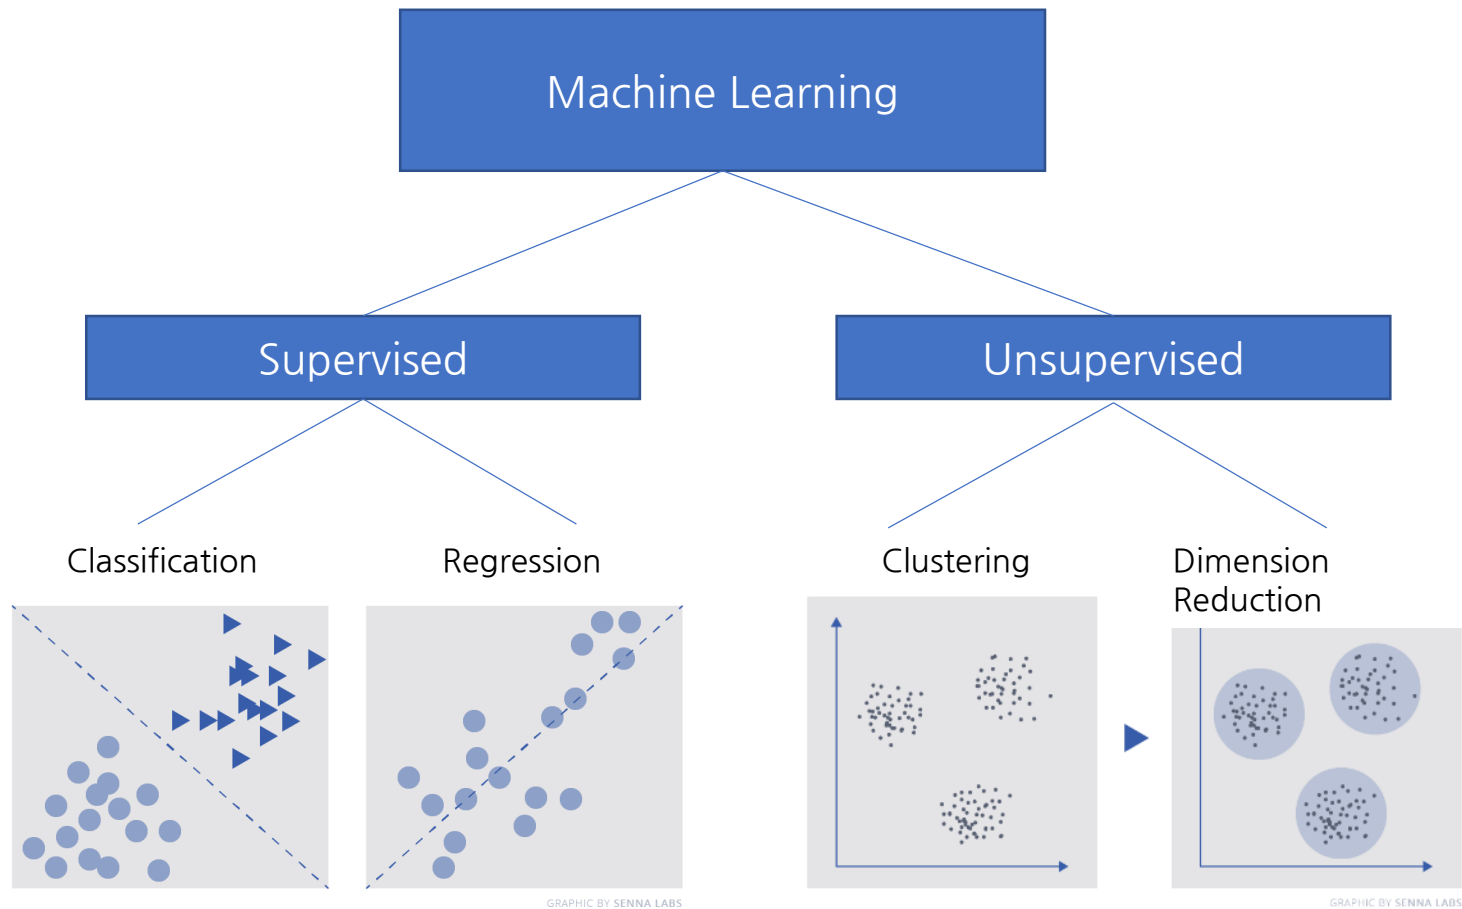 Machine Learning
Supervised
Unsupervised
Classification
Regression
Clustering
Dimension
Reduction
GRAPHIC BY SENNA LABS
GRAPHIC BY SENNA LABS